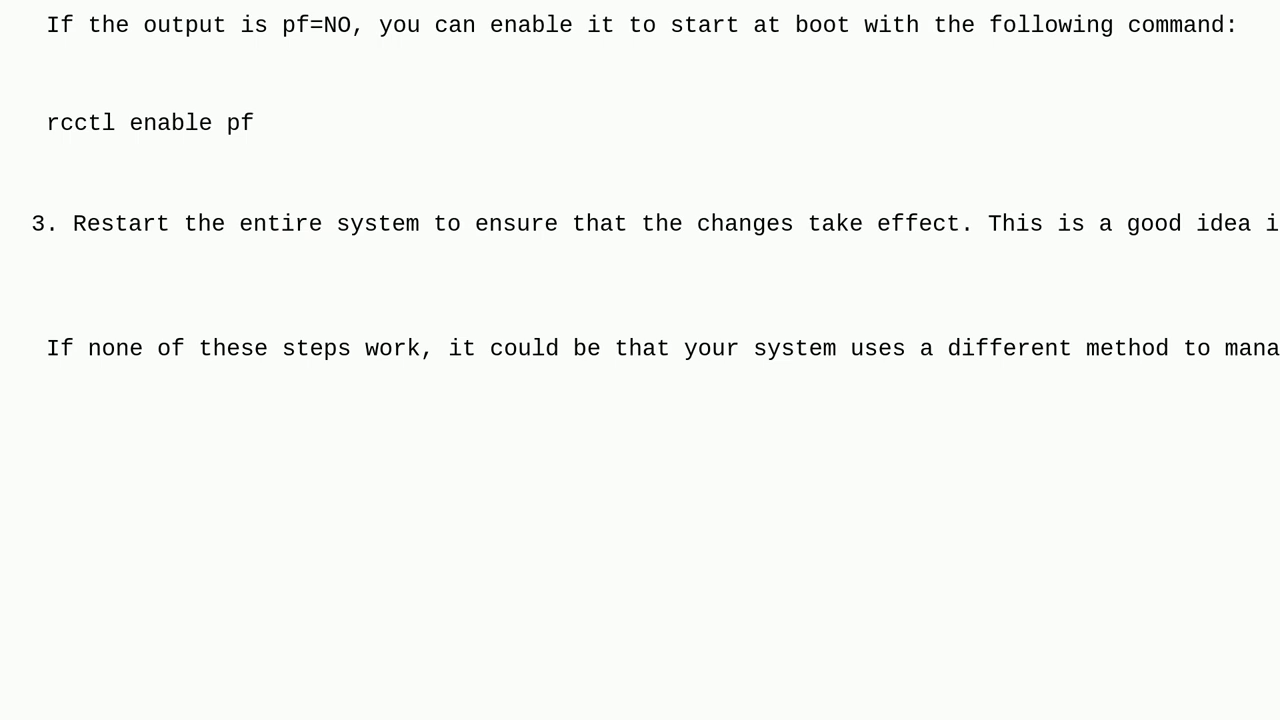 If the output is pf=NO, you can enable it to start at boot with the following command:
rcctl enable pf
3. Restart the entire system to ensure that the changes take effect. This is a good idea i
If none of these steps work, it could be that your system uses a different method to mana